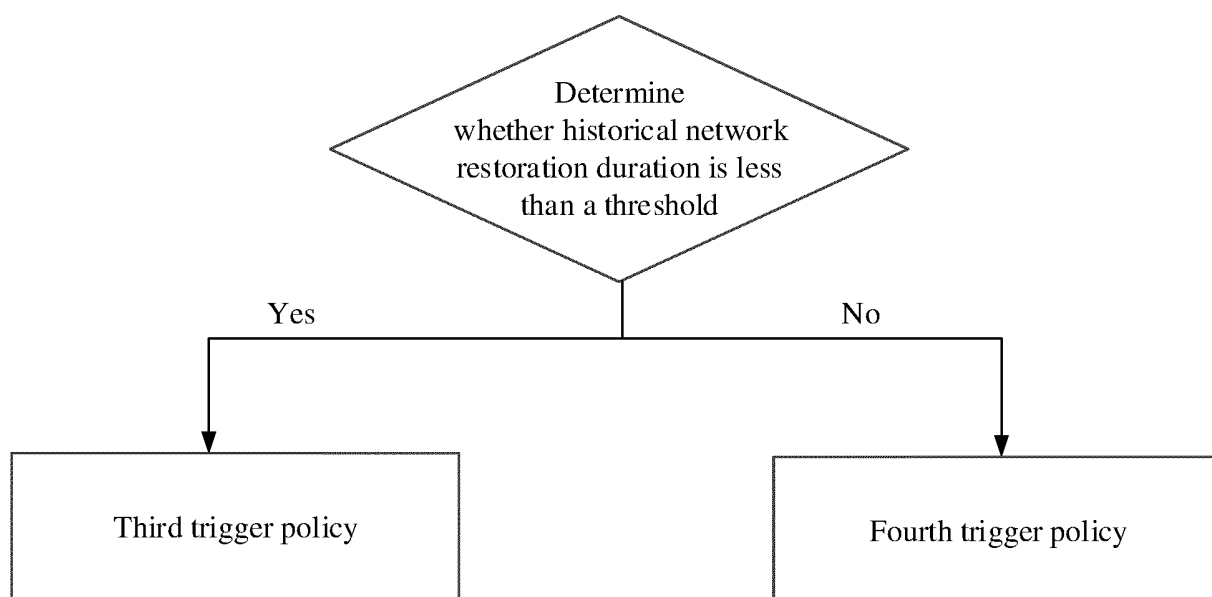 Determine
whether historical network
restoration duration is less
than a threshold
Yes
No
Third trigger policy
Fourth trigger policy